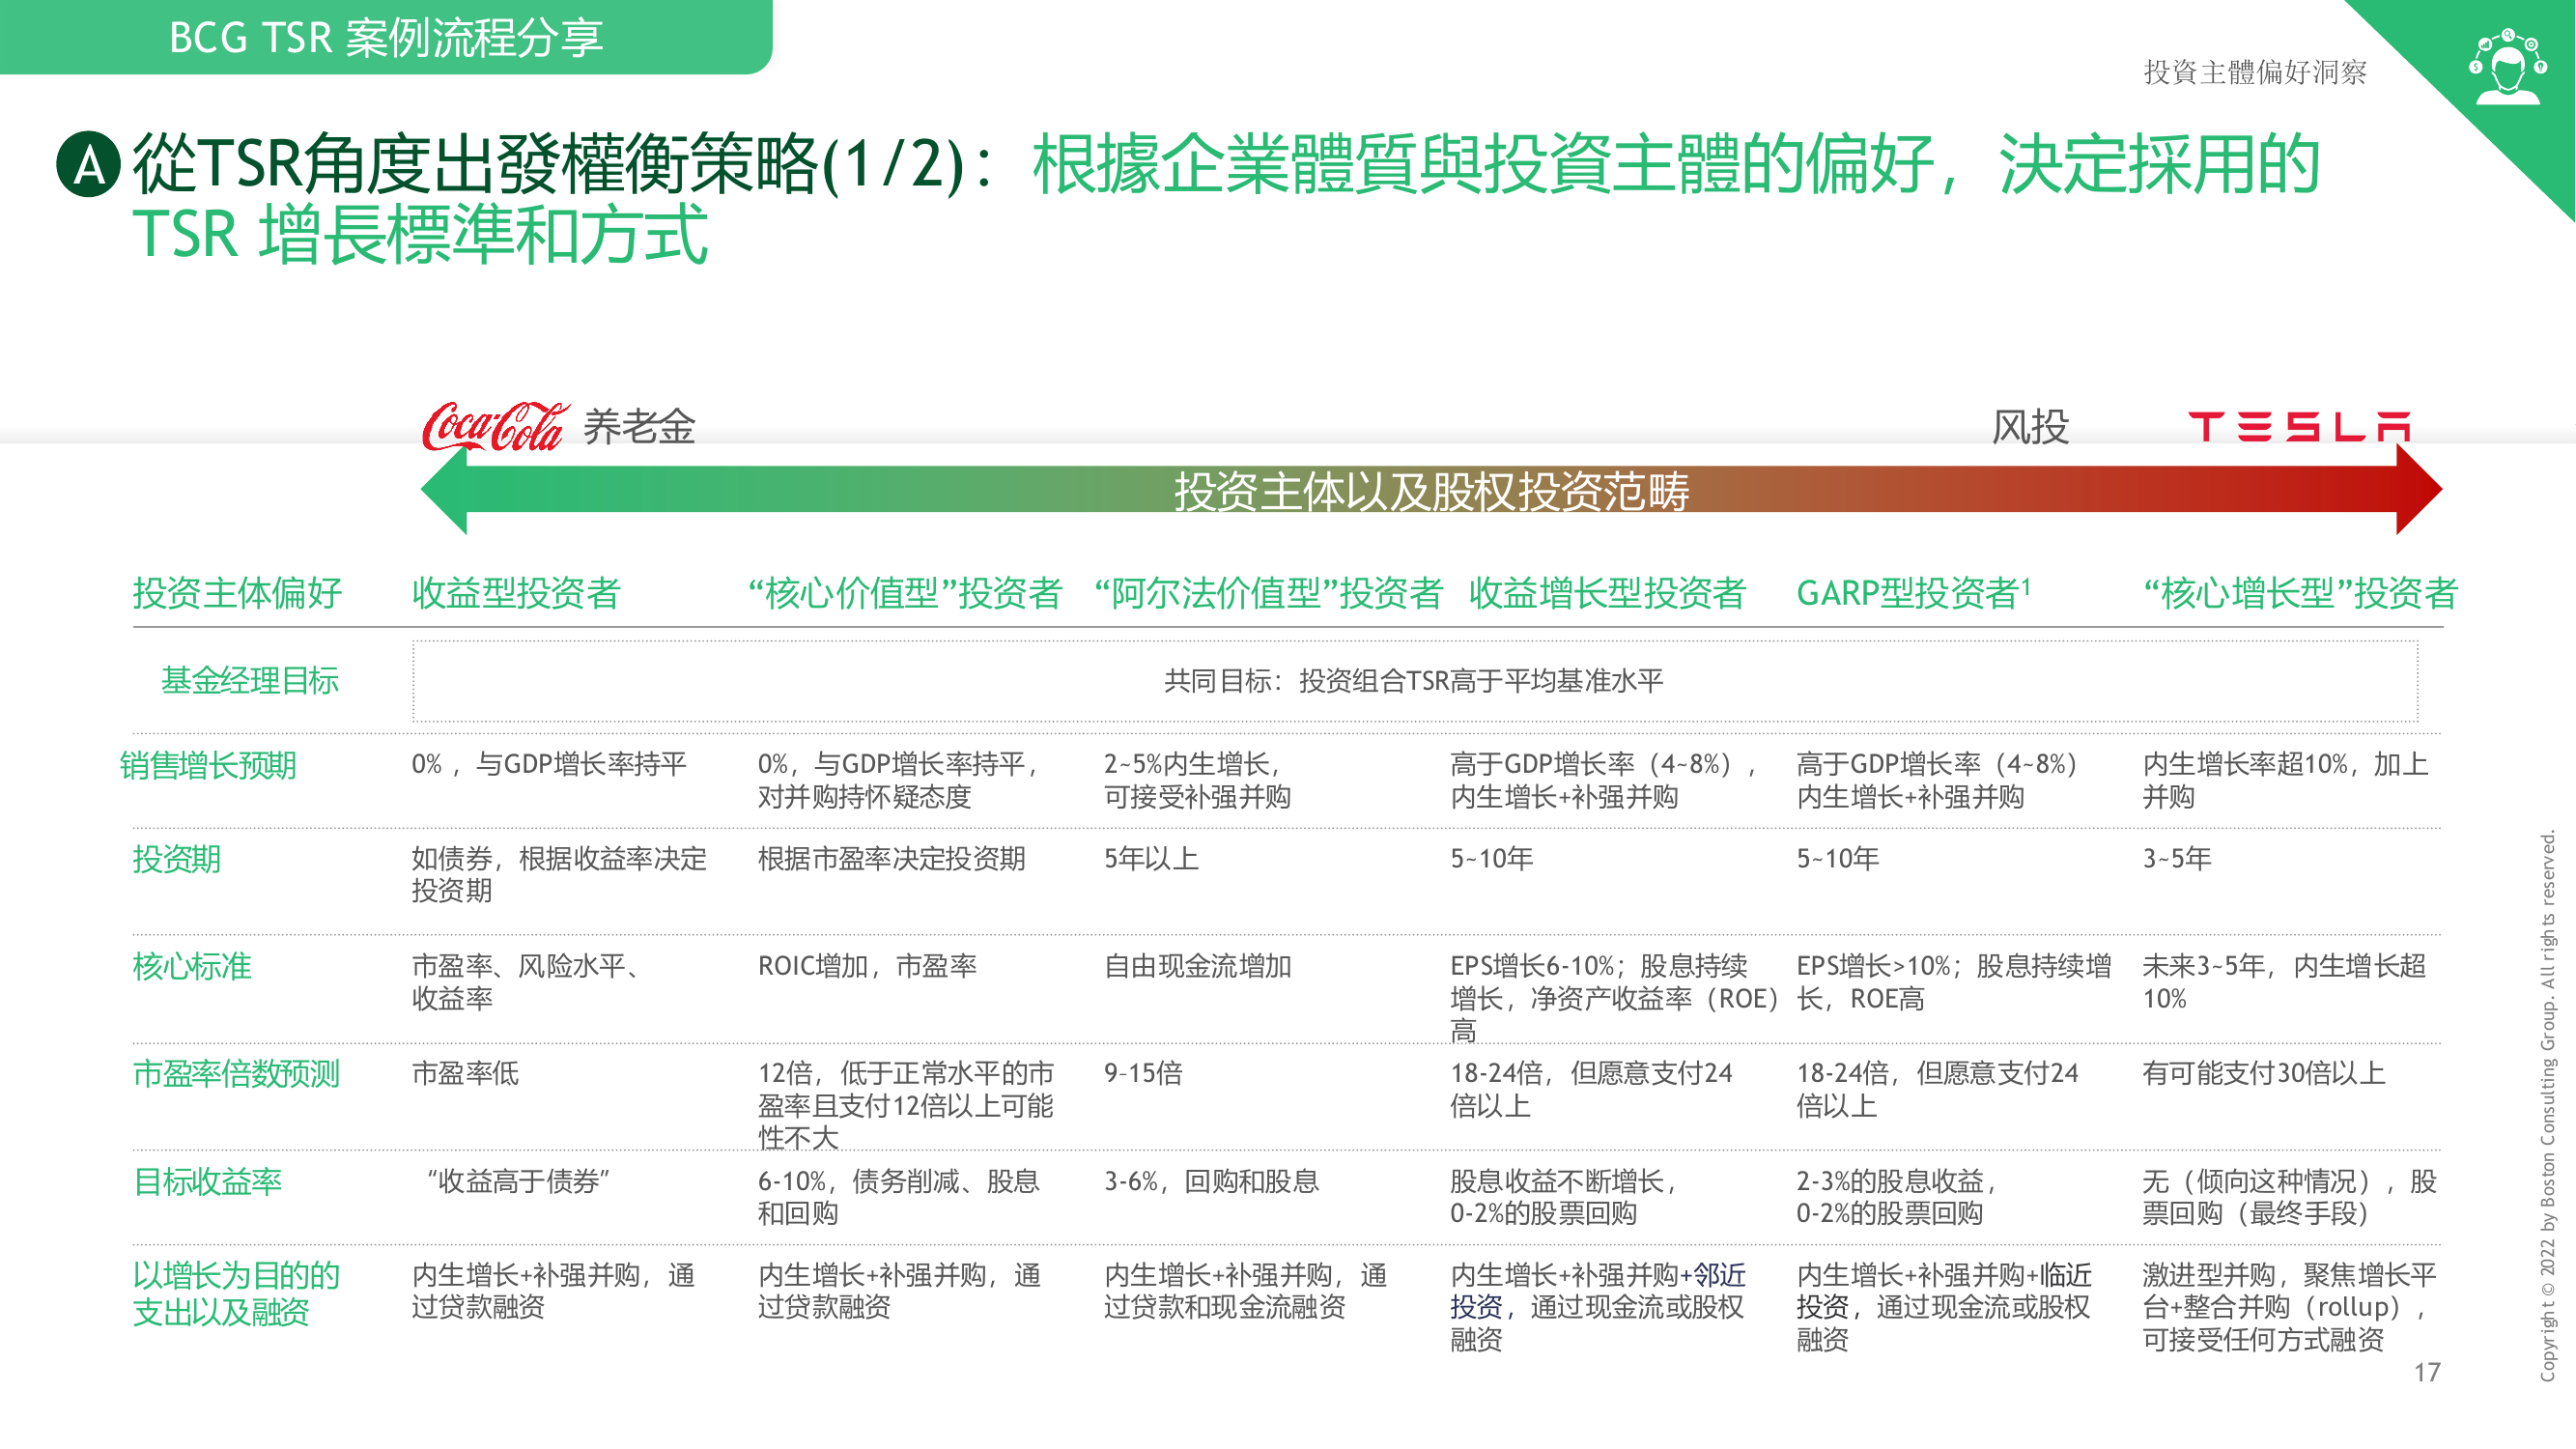 BCG TSR 案例流程分享
投資主體偏好洞察
A 從TSR角度出發權衡策略(1/2)：根據企業體質與投資主體的偏好，決定採用的
TSR 增長標準和方式
Coca-Cola 养老金
风投 TESLA
投资主体以及股权投资范畴
投资主体偏好 收益型投资者 “核心价值型”投资者 “阿尔法价值型”投资者 收益增长型投资者 GARP型投资者1 “核心增长型”投资者
基金经理目标
共同目标：投资组合TSR高于平均基准水平
销售增长预期
0% ，与GDP增长率持平
0%，与GDP增长率持平，
对并购持怀疑态度
2~5%内生增长，
可接受补强并购
高于GDP增长率（4~8%），
内生增长+补强并购
高于GDP增长率（4~8%）
内生增长+补强并购
内生增长率超10%，加上
并购
投资期
如债券，根据收益率决定
投资期
根据市盈率决定投资期
5年以上
5~10年
5~10年
3~5年
核心标准
市盈率、风险水平、
收益率
ROIC增加，市盈率
自由现金流增加
EPS增长6-10%；股息持续
增长，净资产收益率（ROE）
高
EPS增长>10%；股息持续增
长，ROE高
未来3~5年，内生增长超
10%
市盈率倍数预测
市盈率低
12倍，低于正常水平的市
盈率且支付12倍以上可能
性不大
9-15倍
18-24倍，但愿意支付24
倍以上
18-24倍，但愿意支付24
倍以上
有可能支付30倍以上
目标收益率
“收益高于债券”
6-10%，债务削减、股息
和回购
3-6%，回购和股息
股息收益不断增长，
0-2%的股票回购
2-3%的股息收益，
0-2%的股票回购
无（倾向这种情况），股
票回购（最终手段）
以增长为目的的
支出以及融资
内生增长+补强并购，通
过贷款融资
内生增长+补强并购，通
过贷款融资
内生增长+补强并购，通
过贷款和现金流融资
内生增长+补强并购+邻近
投资，通过现金流或股权
融资
内生增长+补强并购+临近
投资，通过现金流或股权
融资
激进型并购，聚焦增长平
台+整合并购（rollup），
可接受任何方式融资
17
Copyright © 2022 by Boston Consulting Group. All rights reserved.